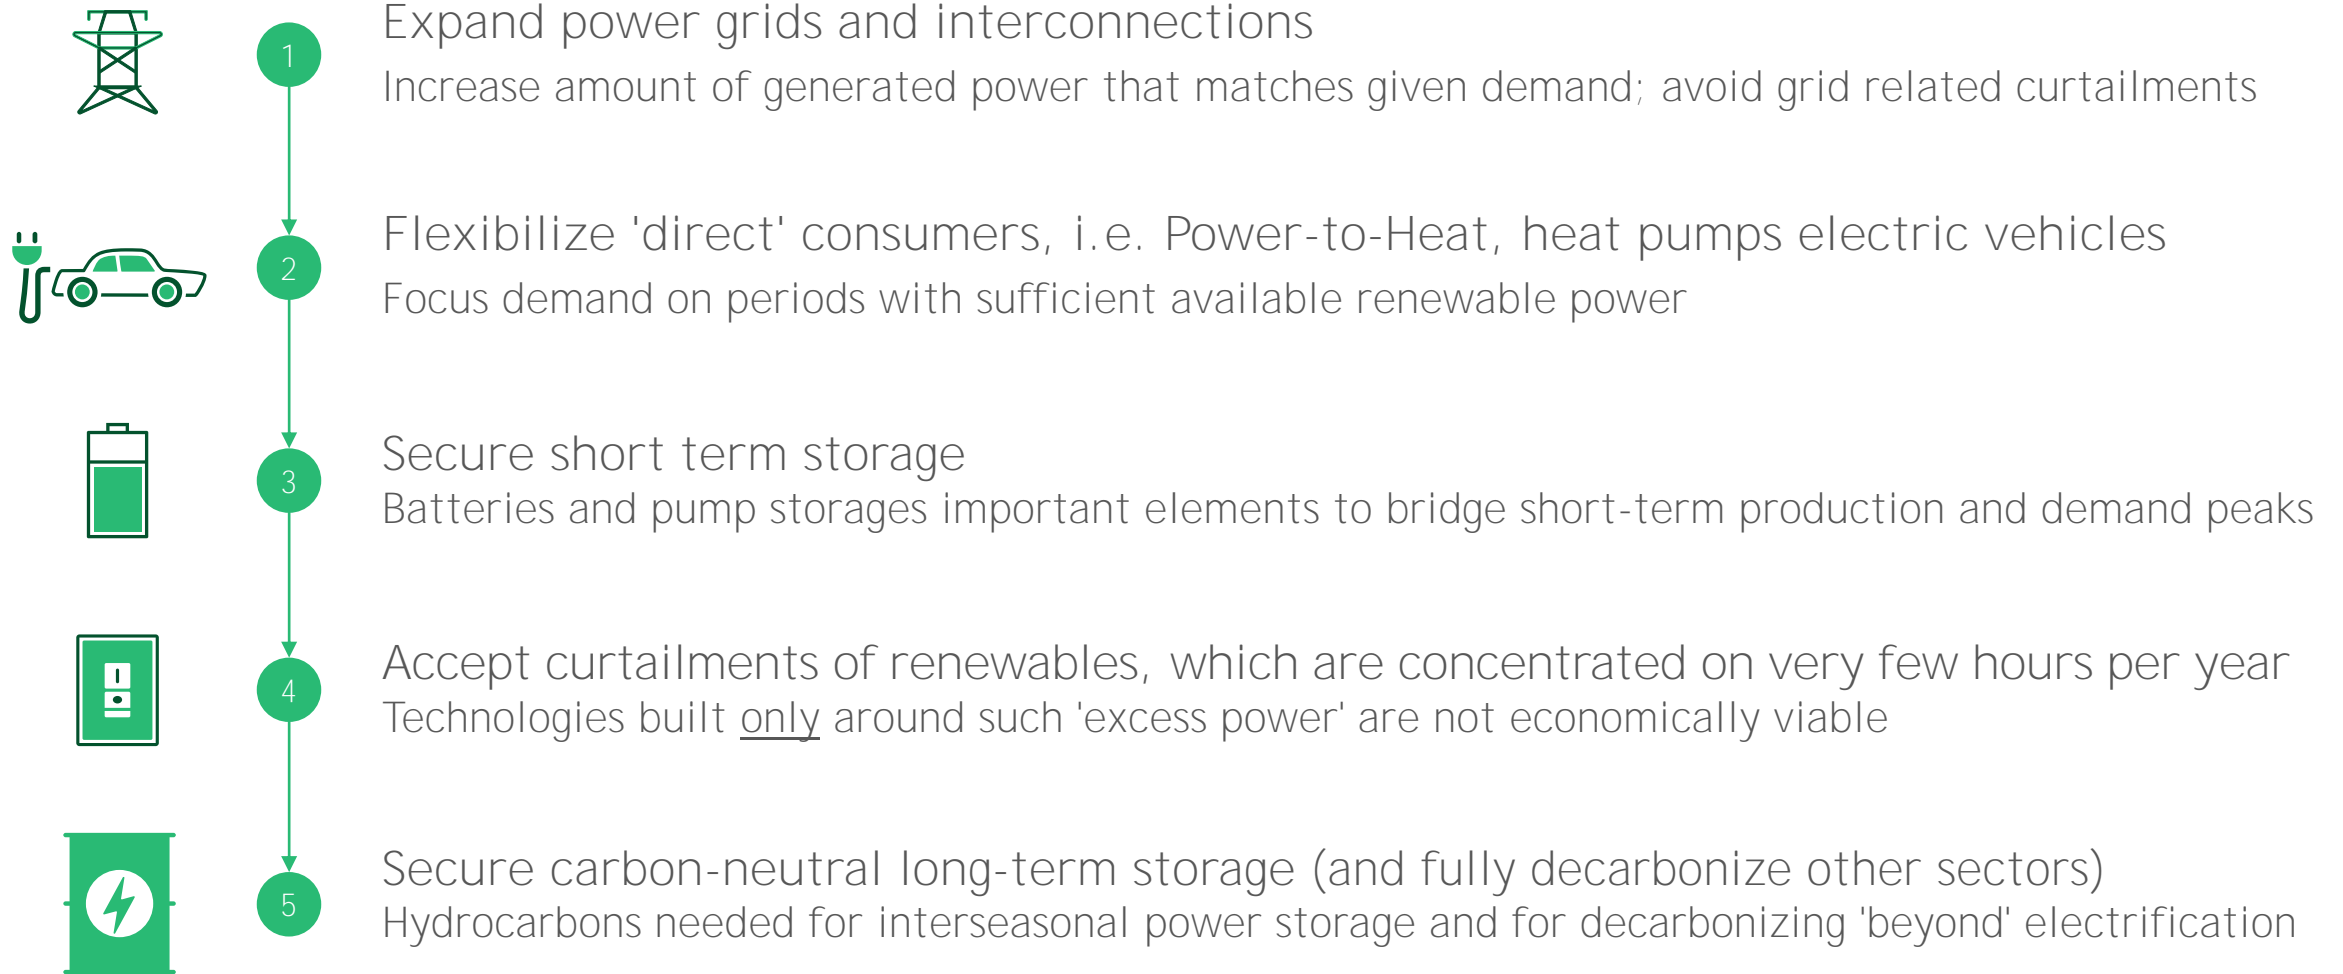 1
Expand power grids and interconnections
Increase amount of generated power that matches given demand; avoid grid related curtailments
2
Flexibilize 'direct' consumers, i.e. Power-to-Heat, heat pumps electric vehicles
Focus demand on periods with sufficient available renewable power
3
Secure short term storage
Batteries and pump storages important elements to bridge short-term production and demand peaks
4
Accept curtailments of renewables, which are concentrated on very few hours per year
Technologies built only around such 'excess power' are not economically viable
5
Secure carbon-neutral long-term storage (and fully decarbonize other sectors)
Hydrocarbons needed for interseasonal power storage and for decarbonizing 'beyond' electrification